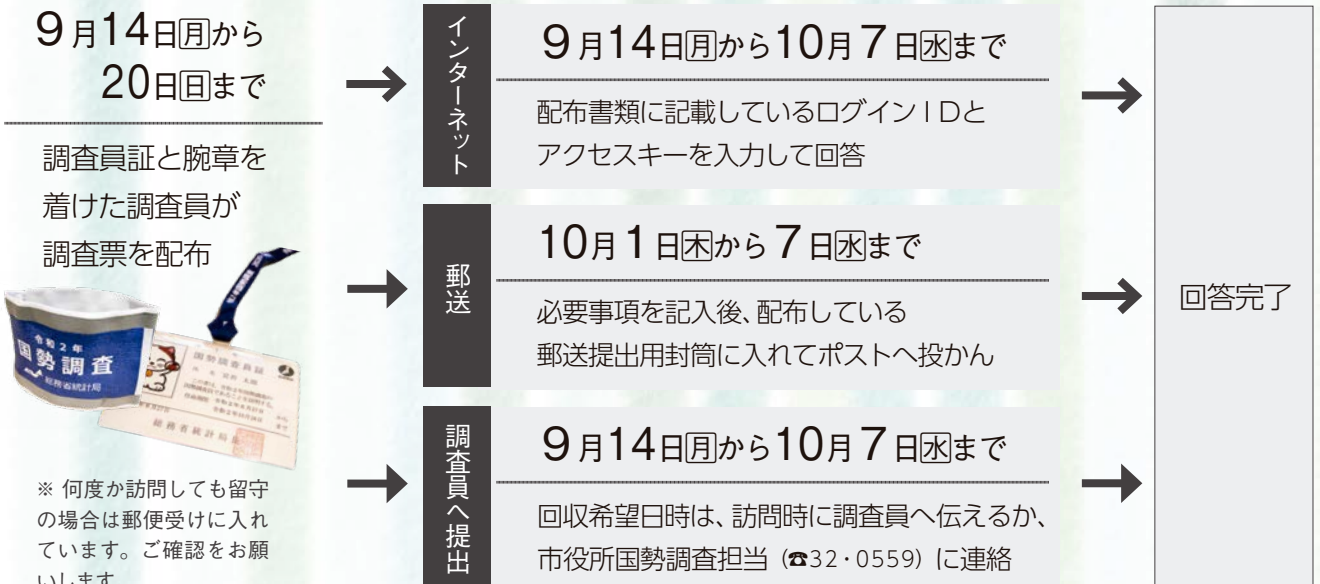 9月14日㊊から
20日㊐まで
調査員証と腕章を
着けた調査員が
調査票を配布
令和2年
国勢調査
総務省統計局
国勢調査員証
総務省統計局長
※ 何度か訪問しても留守
の場合は郵便受けに入れ
ています。ご確認をお願
いします。
インターネット
9月14日㊊から10月7日㊌まで
配布書類に記載しているログインIDと
アクセスキーを入力して回答
郵送
10月1日㊍から7日㊌まで
必要事項を記入後、配布している
郵送提出用封筒に入れてポストへ投かん
調査員へ提出
9月14日㊊から10月7日㊌まで
回収希望日時は、訪問時に調査員へ伝えるか、
市役所国勢調査担当（☎32・0559）に連絡
回答完了